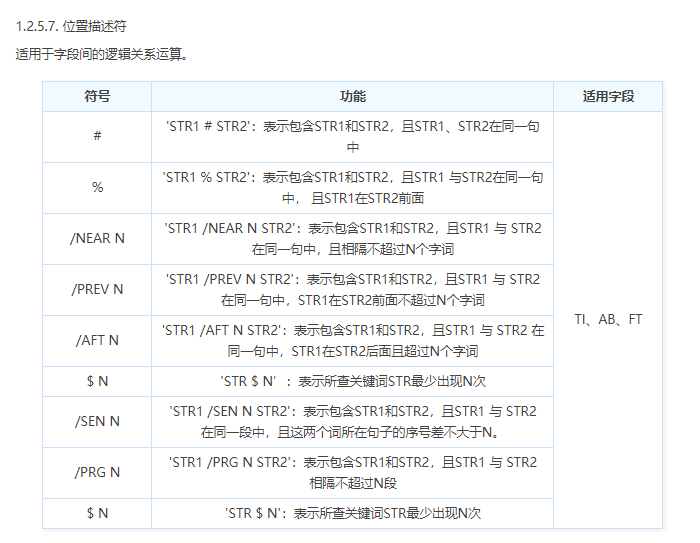 1.2.5.7. 位置描述符
适用于字段间的逻辑关系运算。
符号 功能 适用字段
# 'STR1 # STR2'：表示包含STR1和STR2，且STR1、STR2在同一句
中
% 'STR1 % STR2'：表示包含STR1和STR2，且STR1 与STR2在同一句
中， 且STR1在STR2前面
/NEAR N 'STR1 /NEAR N STR2'：表示包含STR1和STR2，且STR1 与 STR2
在同一句中，且相隔不超过N个字词
/PREV N 'STR1 /PREV N STR2'：表示包含STR1和STR2，且STR1 与 STR2
在同一句中，STR1在STR2前面不超过N个字词
TI、AB、FT
/AFT N 'STR1 /AFT N STR2'：表示包含STR1和STR2，且STR1 与 STR2 在
同一句中，STR1在STR2后面且超过N个字词
$ N 'STR $ N’ ：表示所查关键词STR最少出现N次
/SEN N 'STR1 /SEN N STR2'：表示包含STR1和STR2，且STR1 与 STR2
在同一段中，且这两个词所在句子的序号差不大于N。
/PRG N 'STR1 /PRG N STR2'：表示包含STR1和STR2，且STR1 与 STR2
相隔不超过N段
$ N 'STR $ N'：表示所查关键词STR最少出现N次